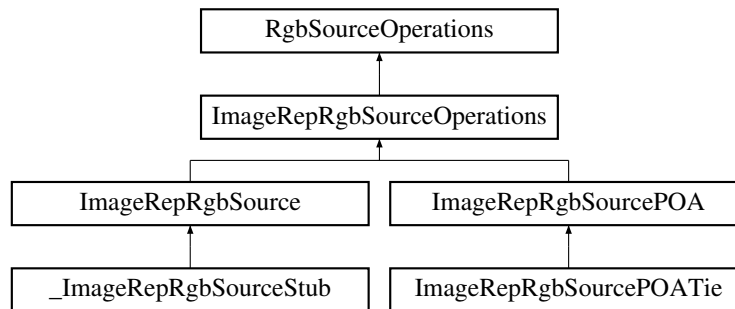 RgbSourceOperations
ImageRepRgbSourceOperations
ImageRepRgbSource
ImageRepRgbSourcePOA
_ImageRepRgbSourceStub
ImageRepRgbSourcePOATie